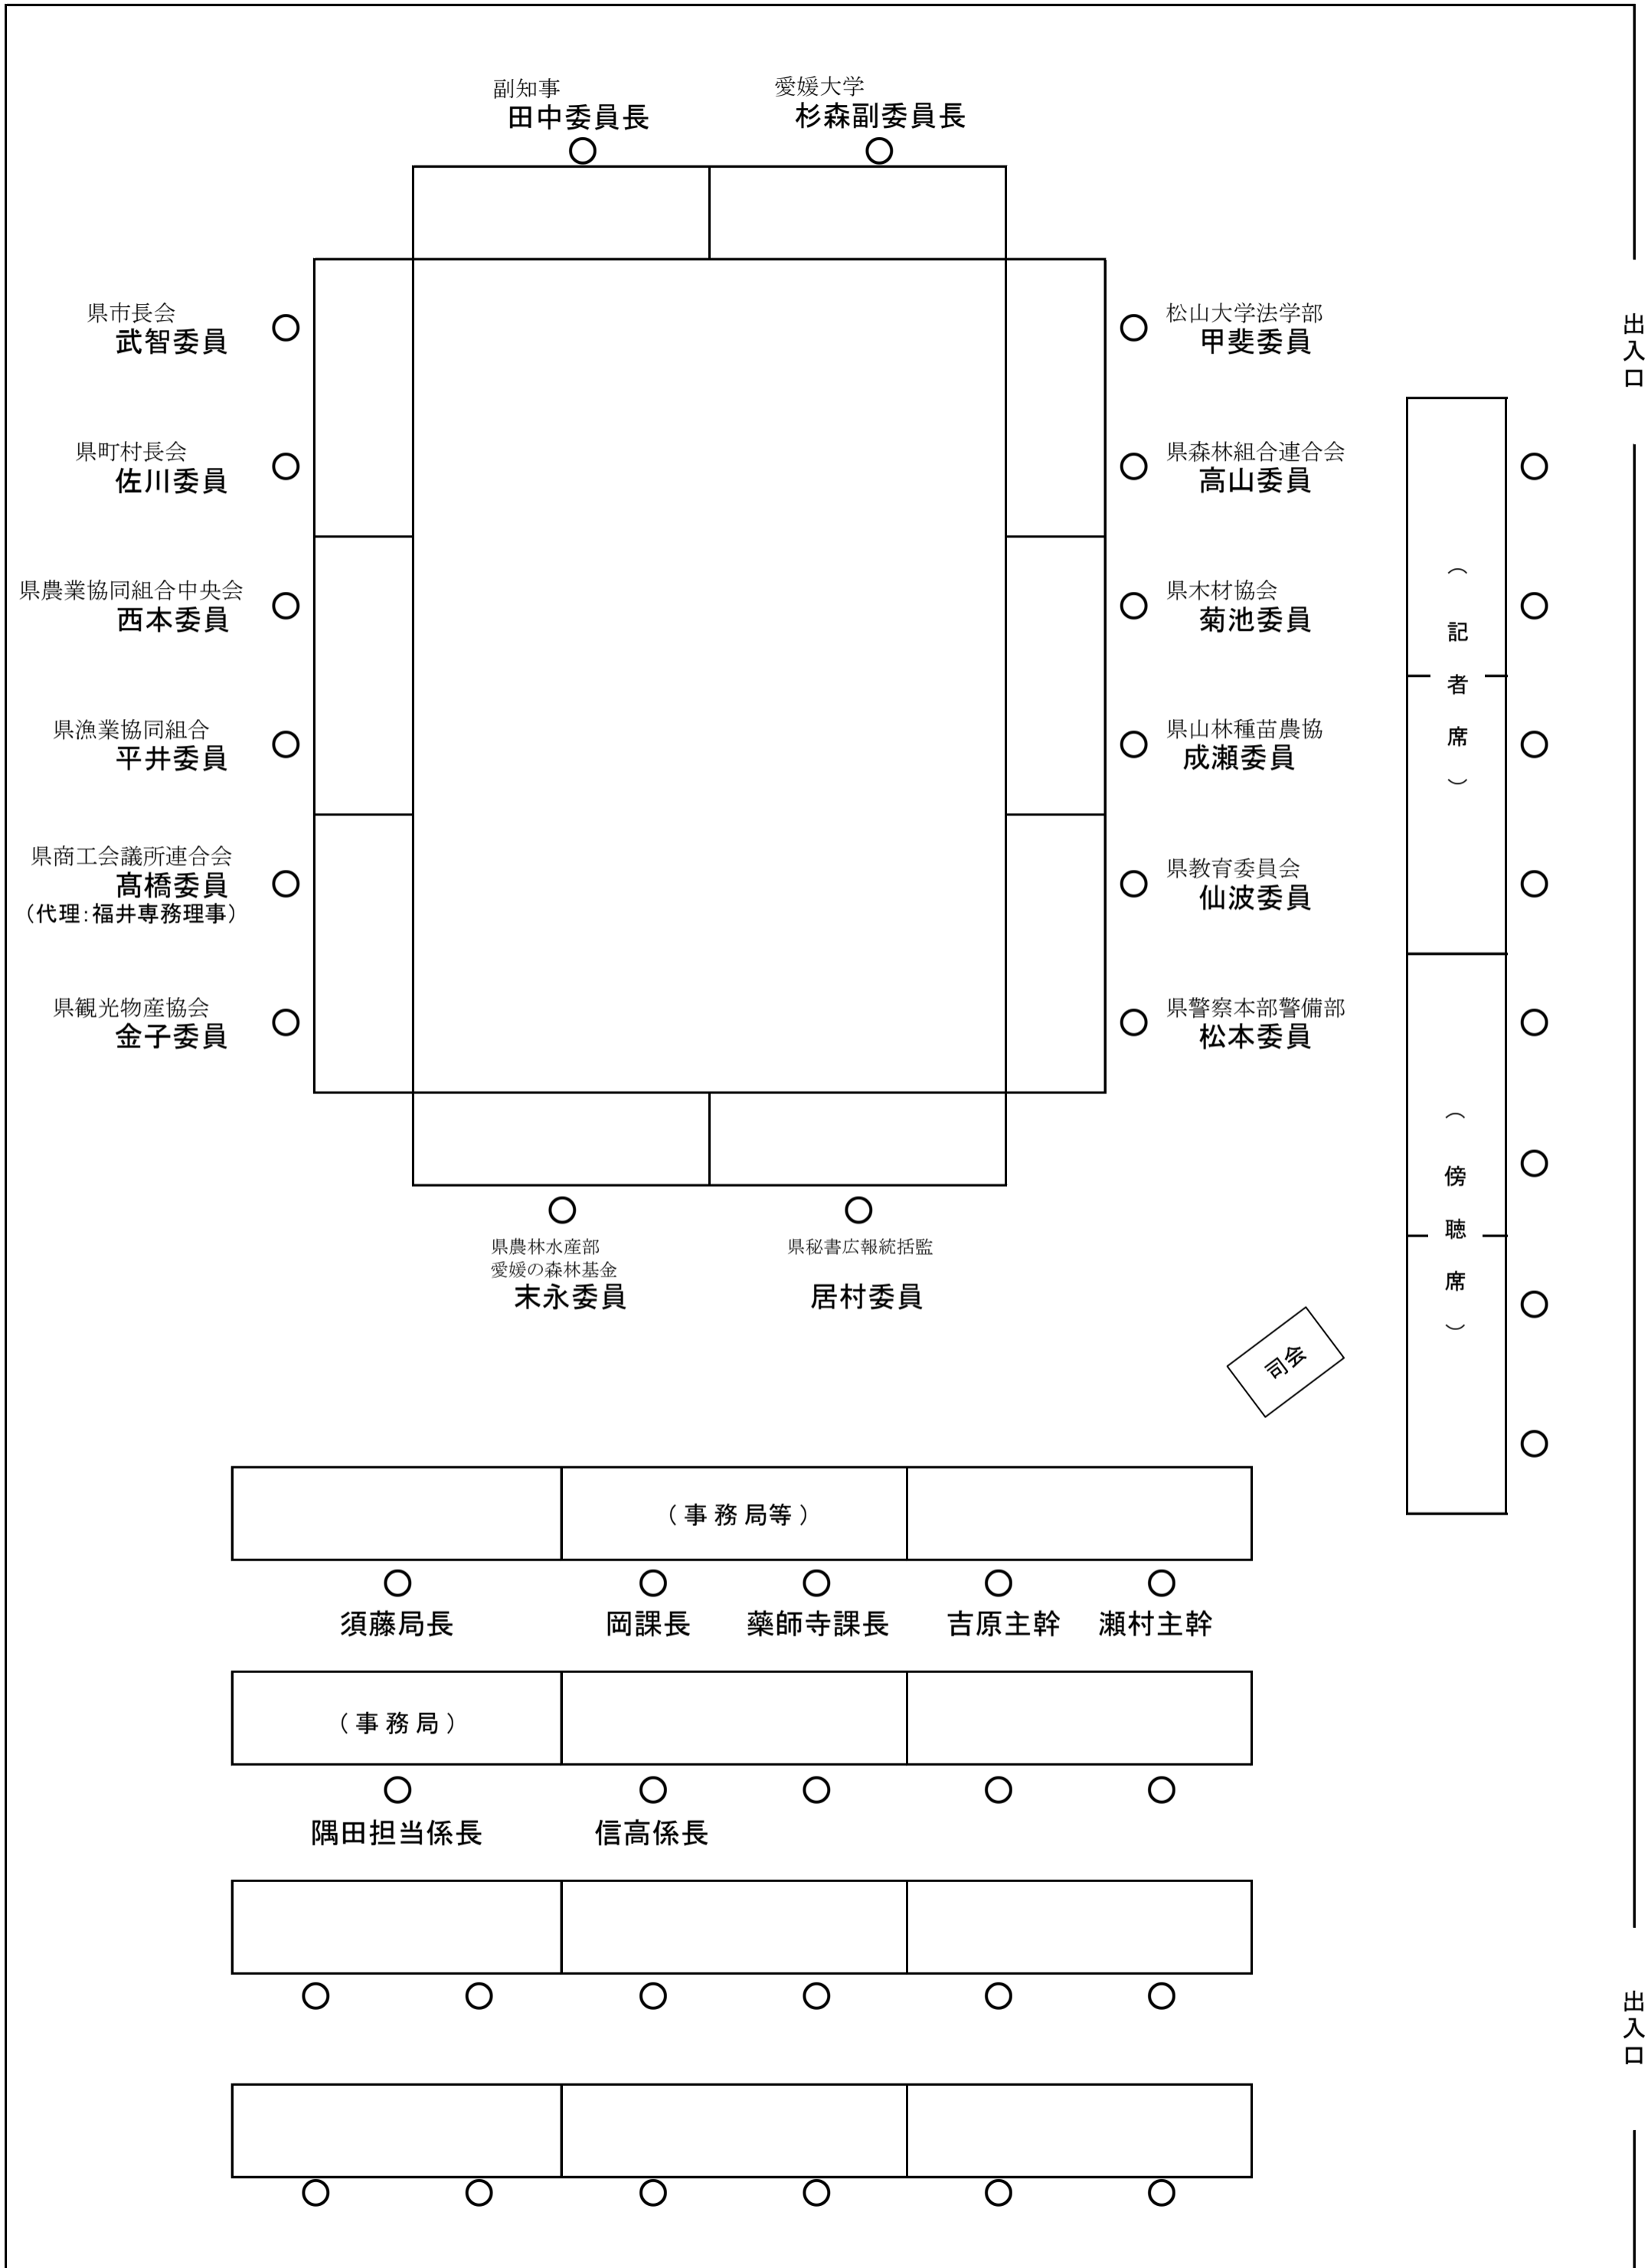 副知事
田中委員長
愛媛大学
杉森副委員長
県市長会
武智委員
松山大学法学部
甲斐委員
出入口
県町村長会
佐川委員
県森林組合連合会
高山委員
県農業協同組合中央会
西本委員
県木材協会
菊池委員
（記者席）
県漁業協同組合
平井委員
県山林種苗農協
成瀬委員
県商工会議所連合会
髙橋委員
（代理：福井専務理事）
県教育委員会
仙波委員
県観光物産協会
金子委員
県警察本部警備部
松本委員
（傍聴席）
県農林水産部
愛媛の森林基金
末永委員
県秘書広報統括監
居村委員
司会
（事務局等）
須藤局長
岡課長
薬師寺課長
吉原主幹
瀬村主幹
（事務局）
隅田担当係長
信高係長
出入口